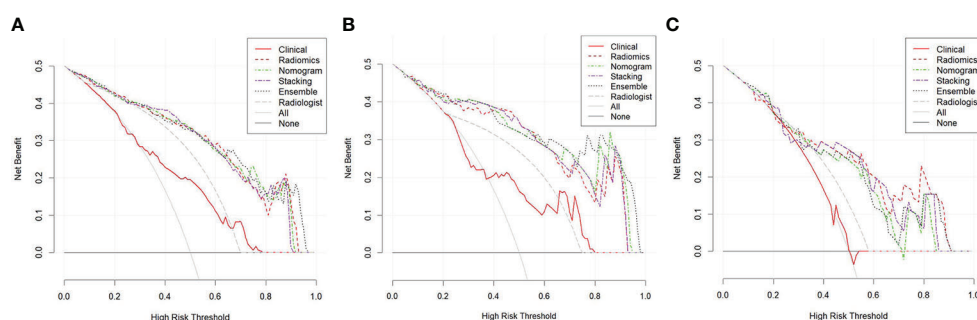 A
Clinical
Radiomics
Nomogram
Stacking
Ensemble
Radiologist
All
None
Net Benefit
0.5
0.4
0.3
0.2
0.1
0.0
0.0 0.2 0.4 0.6 0.8 1.0
High Risk Threshold
B
Clinical
Radiomics
Nomogram
Stacking
Ensemble
Radiologist
All
None
Net Benefit
0.5
0.4
0.3
0.2
0.1
0.0
0.0 0.2 0.4 0.6 0.8 1.0
High Risk Threshold
C
Clinical
Radiomics
Nomogram
Stacking
Ensemble
Radiologist
All
None
Net Benefit
0.5
0.4
0.3
0.2
0.1
0.0
0.0 0.2 0.4 0.6 0.8 1.0
High Risk Threshold